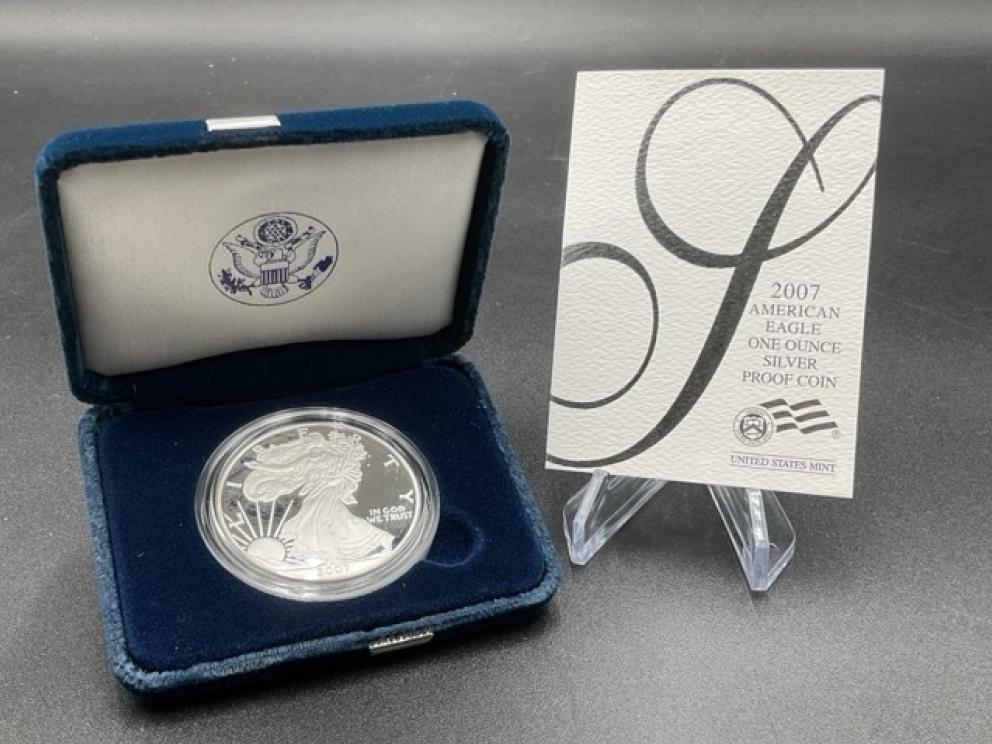 LIBERTY
IN GOD
WE TRUST
2007
2007
AMERICAN
EAGLE
ONE OUNCE
SILVER
PROOF COIN
UNITED STATES MINT